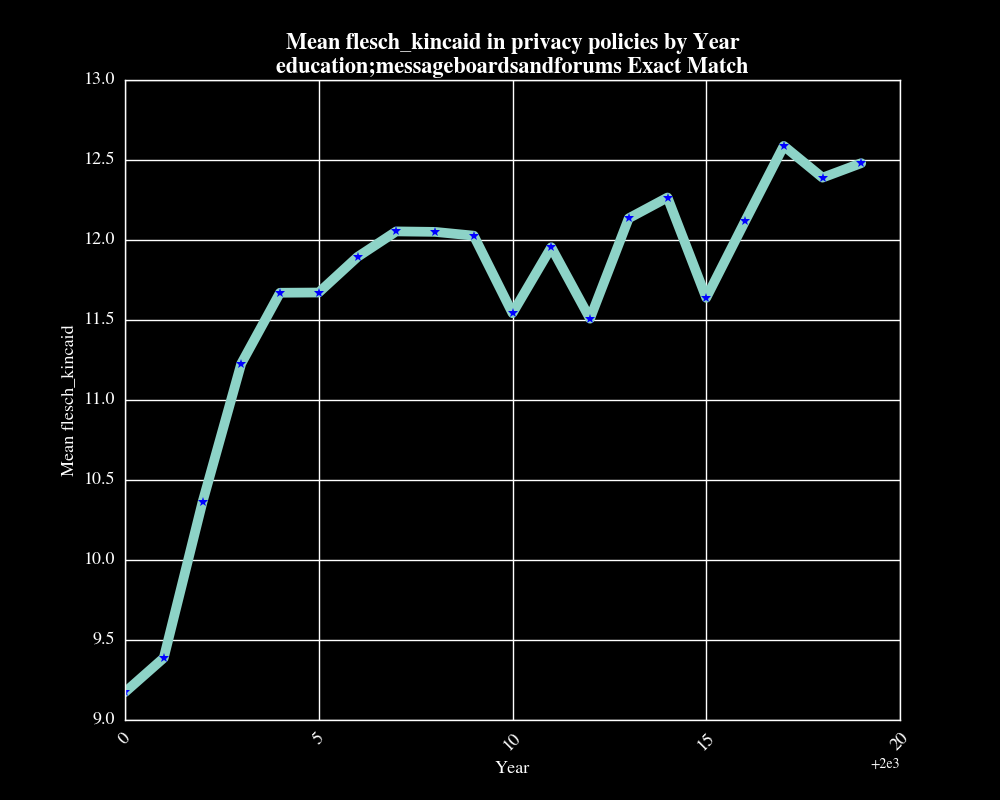 Mean flesch_kincaid in privacy policies by Year
education;messageboardsandforums Exact Match
13.0
12.5
12.0
11.5
11.0
10.5
10.0
9.5
9.0
Mean flesch_kincaid
0
5
10
15
20
Year
+2e3